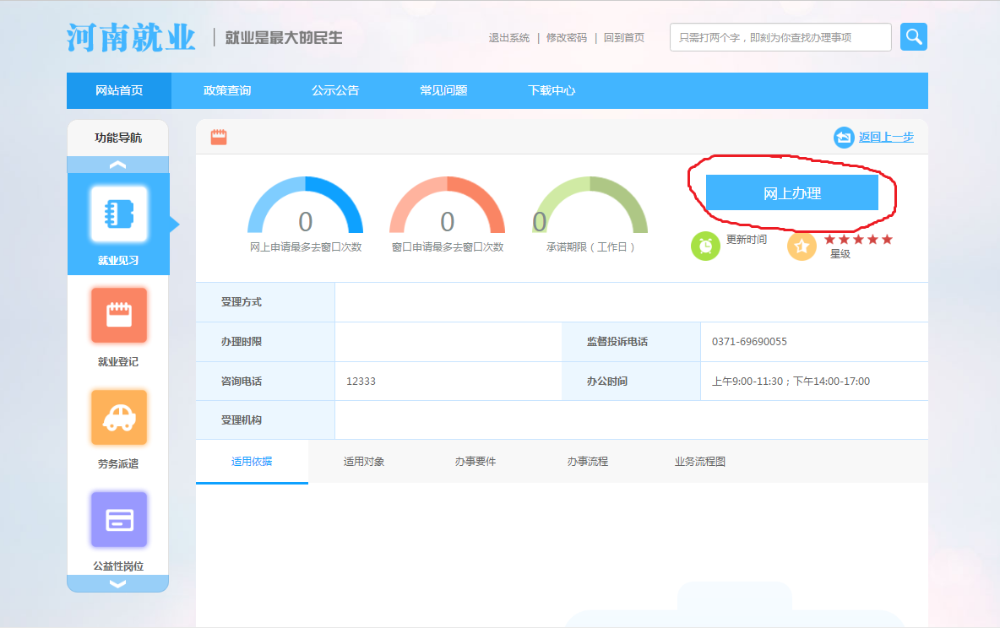 河南就业 | 就业是最大的民生
退出系统 | 修改密码 | 回到首页
只需打两个字，即刻为你查找办理事项
网站首页 政策查询 公示公告 常见问题 下载中心
功能导航
就业见习
就业登记
劳务派遣
公益性岗位
返回上一步
0 0 0
网上申请最多去窗口次数 窗口申请最多去窗口次数 承诺期限（工作日）
网上办理
更新时间
星级
受理方式
办理时限 监督投诉电话 0371-69690055
咨询电话 12333 办公时间 上午9:00-11:30；下午14:00-17:00
受理机构
适用依据 适用对象 办事要件 办事流程 业务流程图